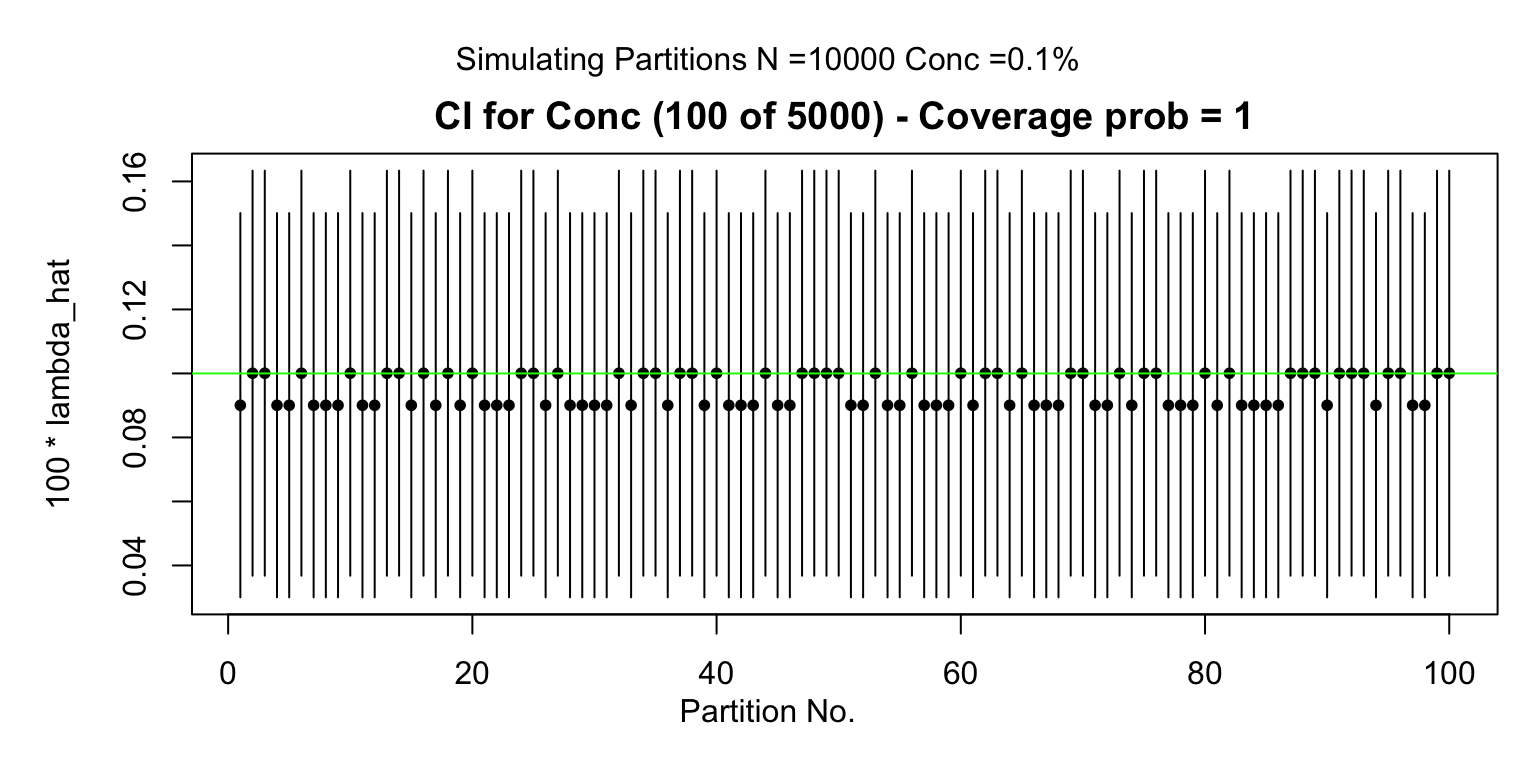 Simulating Partitions N =10000 Conc =0.1%
CI for Conc (100 of 5000) - Coverage prob = 1
100 * lambda_hat
0.16
0.12
0.08
0.04
0 20 40 60 80 100
Partition No.